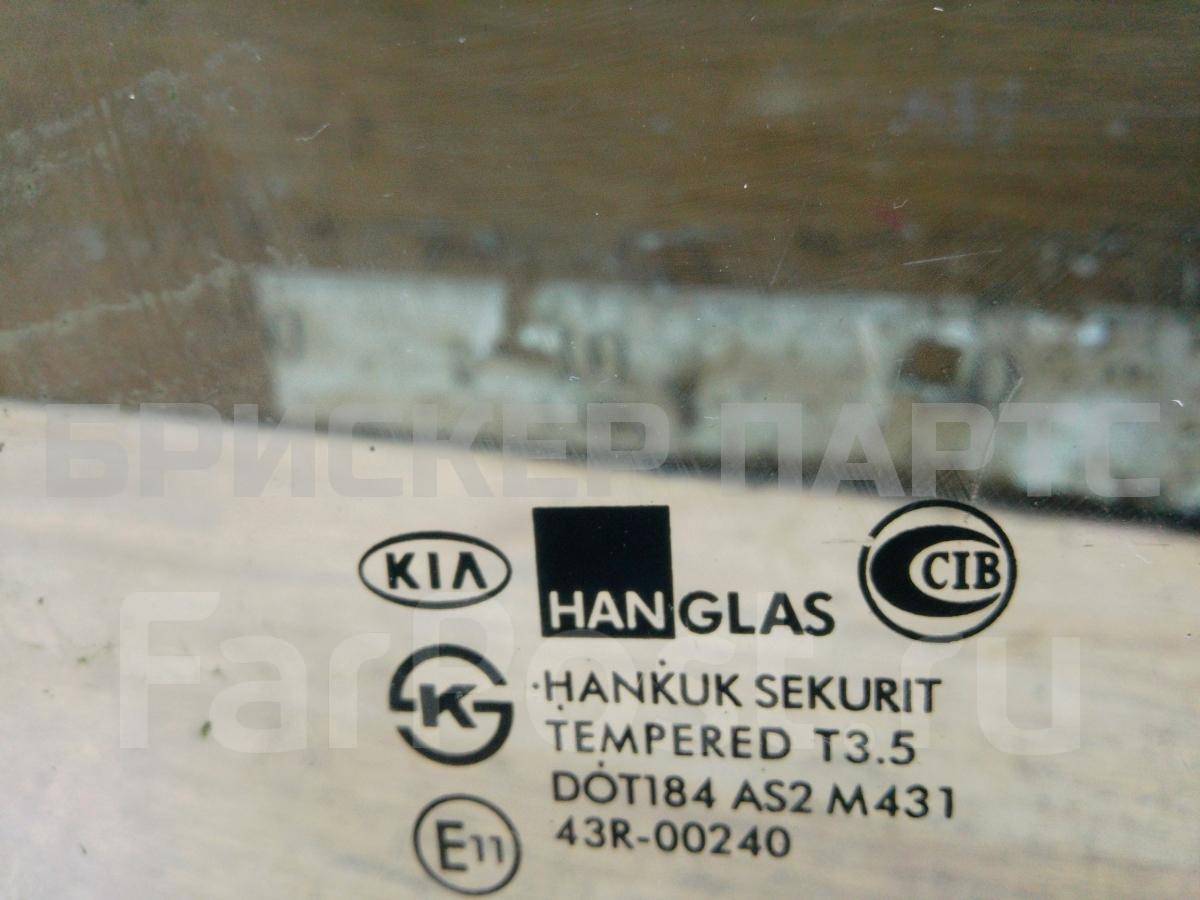 БРИСКЕР ПАРТС
KIA HANGLAS CIB
FarPost.ru
K HANKUK SEKURIT
TEMPERED T3.5
DOT184 AS2 M431
E11 43R-00240